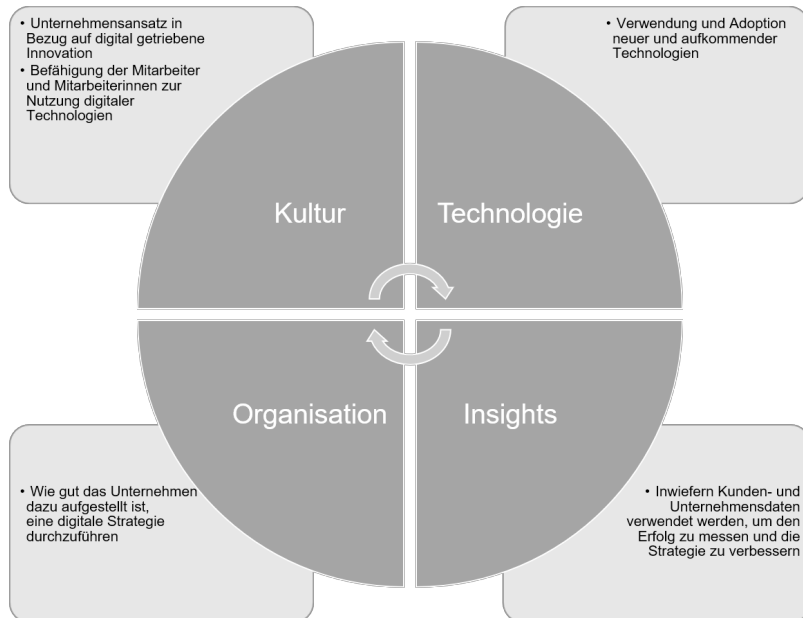 • Unternehmensansatz in
Bezug auf digital getriebene
Innovation
• Befähigung der Mitarbeiter
und Mitarbeiterinnen zur
Nutzung digitaler
Technologien
• Verwendung und Adoption
neuer und aufkommender
Technologien
Kultur
Technologie
Organisation
Insights
• Wie gut das Unternehmen
dazu aufgestellt ist,
eine digitale Strategie
durchzuführen
• Inwiefern Kunden- und
Unternehmensdaten
verwendet werden, um den
Erfolg zu messen und die
Strategie zu verbessern